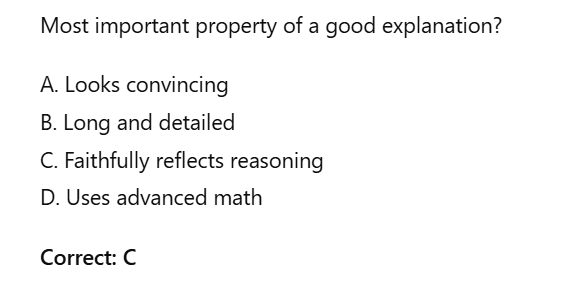 Most important property of a good explanation?
A. Looks convincing
B. Long and detailed
C. Faithfully reflects reasoning
D. Uses advanced math
Correct: C